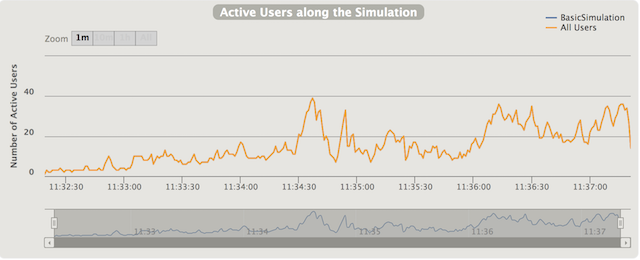 Active Users along the Simulation
BasicSimulation
All Users
Zoom 1m
Number of Active Users
40
20
0
11:32:30 11:33:00 11:33:30 11:34:00 11:34:30 11:35:00 11:35:30 11:36:00 11:36:30 11:37:00
11:33 11:34 11:35 11:36 11:37